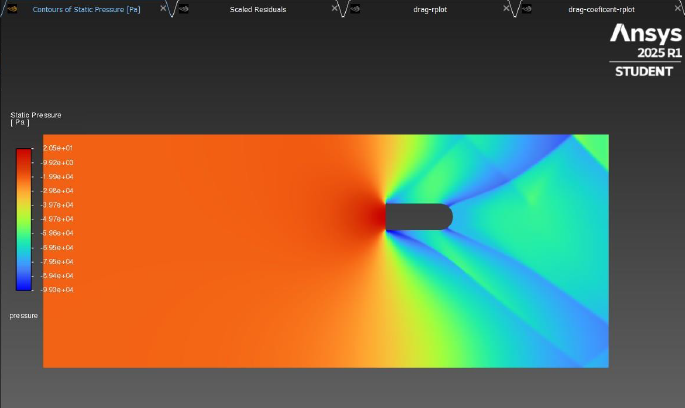 Contours of Static Pressure [Pa]
Scaled Residuals
drag-rplot
drag-coeficent-rplot
Ansys
2025 R1
STUDENT
Static Pressure
[ Pa ]
2.05e+01
-9.92e+03
-1.99e+04
-2.98e+04
-3.97e+04
-4.97e+04
-5.96e+04
-6.95e+04
-7.95e+04
-8.94e+04
-9.93e+04
pressure